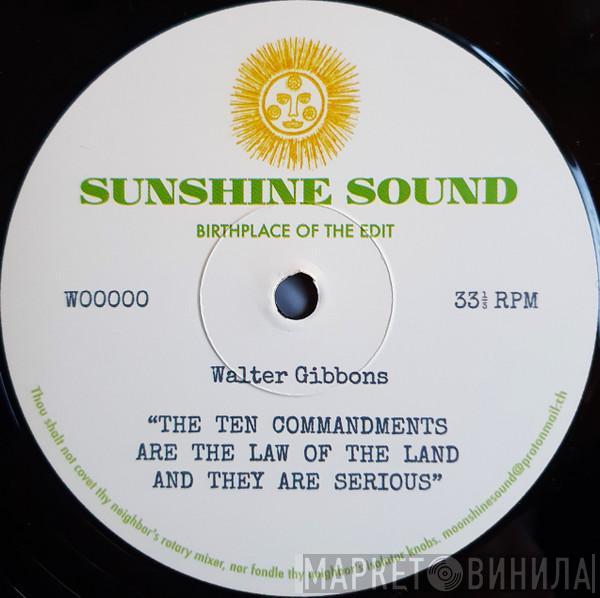 SUNSHINE SOUND
BIRTHPLACE OF THE EDIT
W00000
33⅓ RPM
Walter Gibbons
“THE TEN COMMANDMENTS
ARE THE LAW OF THE LAND
AND THEY ARE SERIOUS”
Thou shalt not covet thy neighbor's rotary mixer, nor fondle thy neighbor's isolator knobs. moonshinesound@protonmail.ch
МАРКЕТ ВИНИЛА